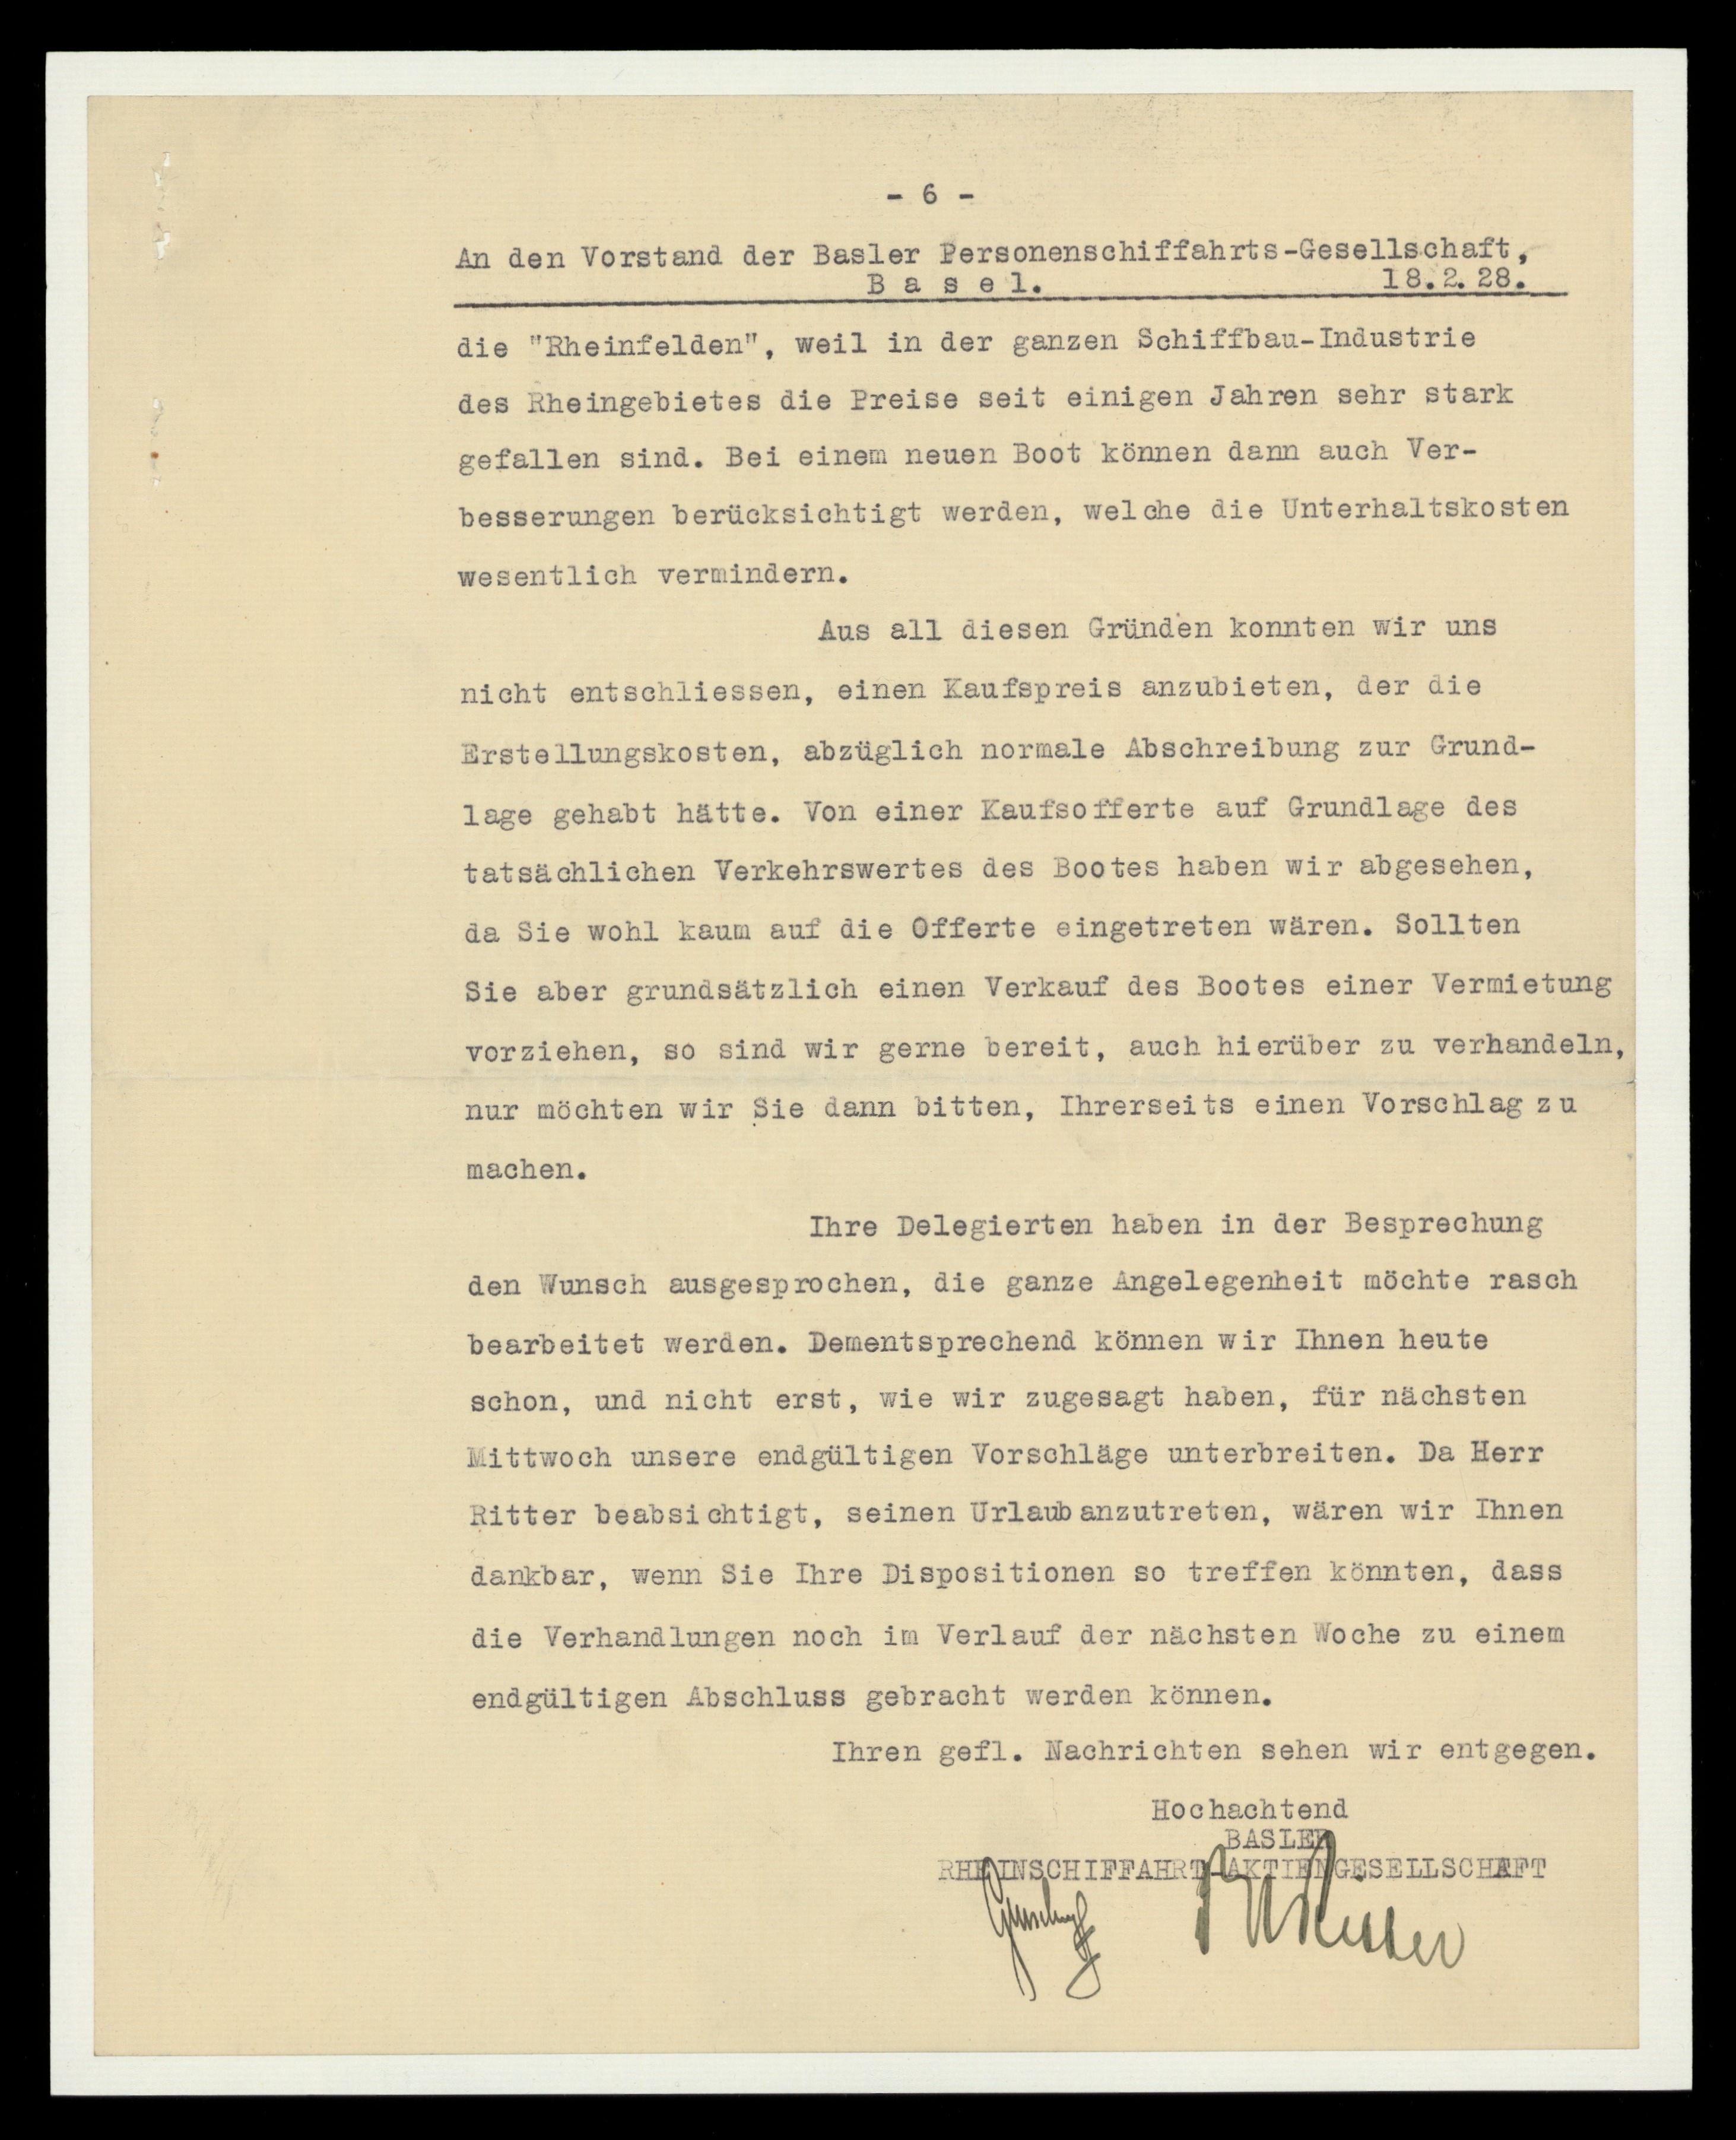 - 6 -
An den Vorstand der Basler Personenschiffahrts-Gesellschaft,
B a s e l. 18.2.28.
die "Rheinfelden", weil in der ganzen Schiffbau-Industrie
des Rheingebietes die Preise seit einigen Jahren sehr stark
gefallen sind. Bei einem neuen Boot können dann auch Ver-
besserungen berücksichtigt werden, welche die Unterhaltskosten
wesentlich vermindern.
Aus all diesen Gründen konnten wir uns
nicht entschliessen, einen Kaufspreis anzubieten, der die
Erstellungskosten, abzüglich normale Abschreibung zur Grund-
lage gehabt hätte. Von einer Kaufsofferte auf Grundlage des
tatsächlichen Verkehrswertes des Bootes haben wir abgesehen,
da Sie wohl kaum auf die Offerte eingetreten wären. Sollten
Sie aber grundsätzlich einen Verkauf des Bootes einer Vermietung
vorziehen, so sind wir gerne bereit, auch hierüber zu verhandeln,
nur möchten wir Sie dann bitten, Ihrerseits einen Vorschlag zu
machen.
Ihre Delegierten haben in der Besprechung
den Wunsch ausgesprochen, die ganze Angelegenheit möchte rasch
bearbeitet werden. Dementsprechend können wir Ihnen heute
schon, und nicht erst, wie wir zugesagt haben, für nächsten
Mittwoch unsere endgültigen Vorschläge unterbreiten. Da Herr
Ritter beabsichtigt, seinen Urlaub anzutreten, wären wir Ihnen
dankbar, wenn Sie Ihre Dispositionen so treffen könnten, dass
die Verhandlungen noch im Verlauf der nächsten Woche zu einem
endgültigen Abschluss gebracht werden können.
Ihren gefl. Nachrichten sehen wir entgegen.
Hochachtend
BASLER
RHEINSCHIFFAHRT-AKTIENGESELLSCHAFT